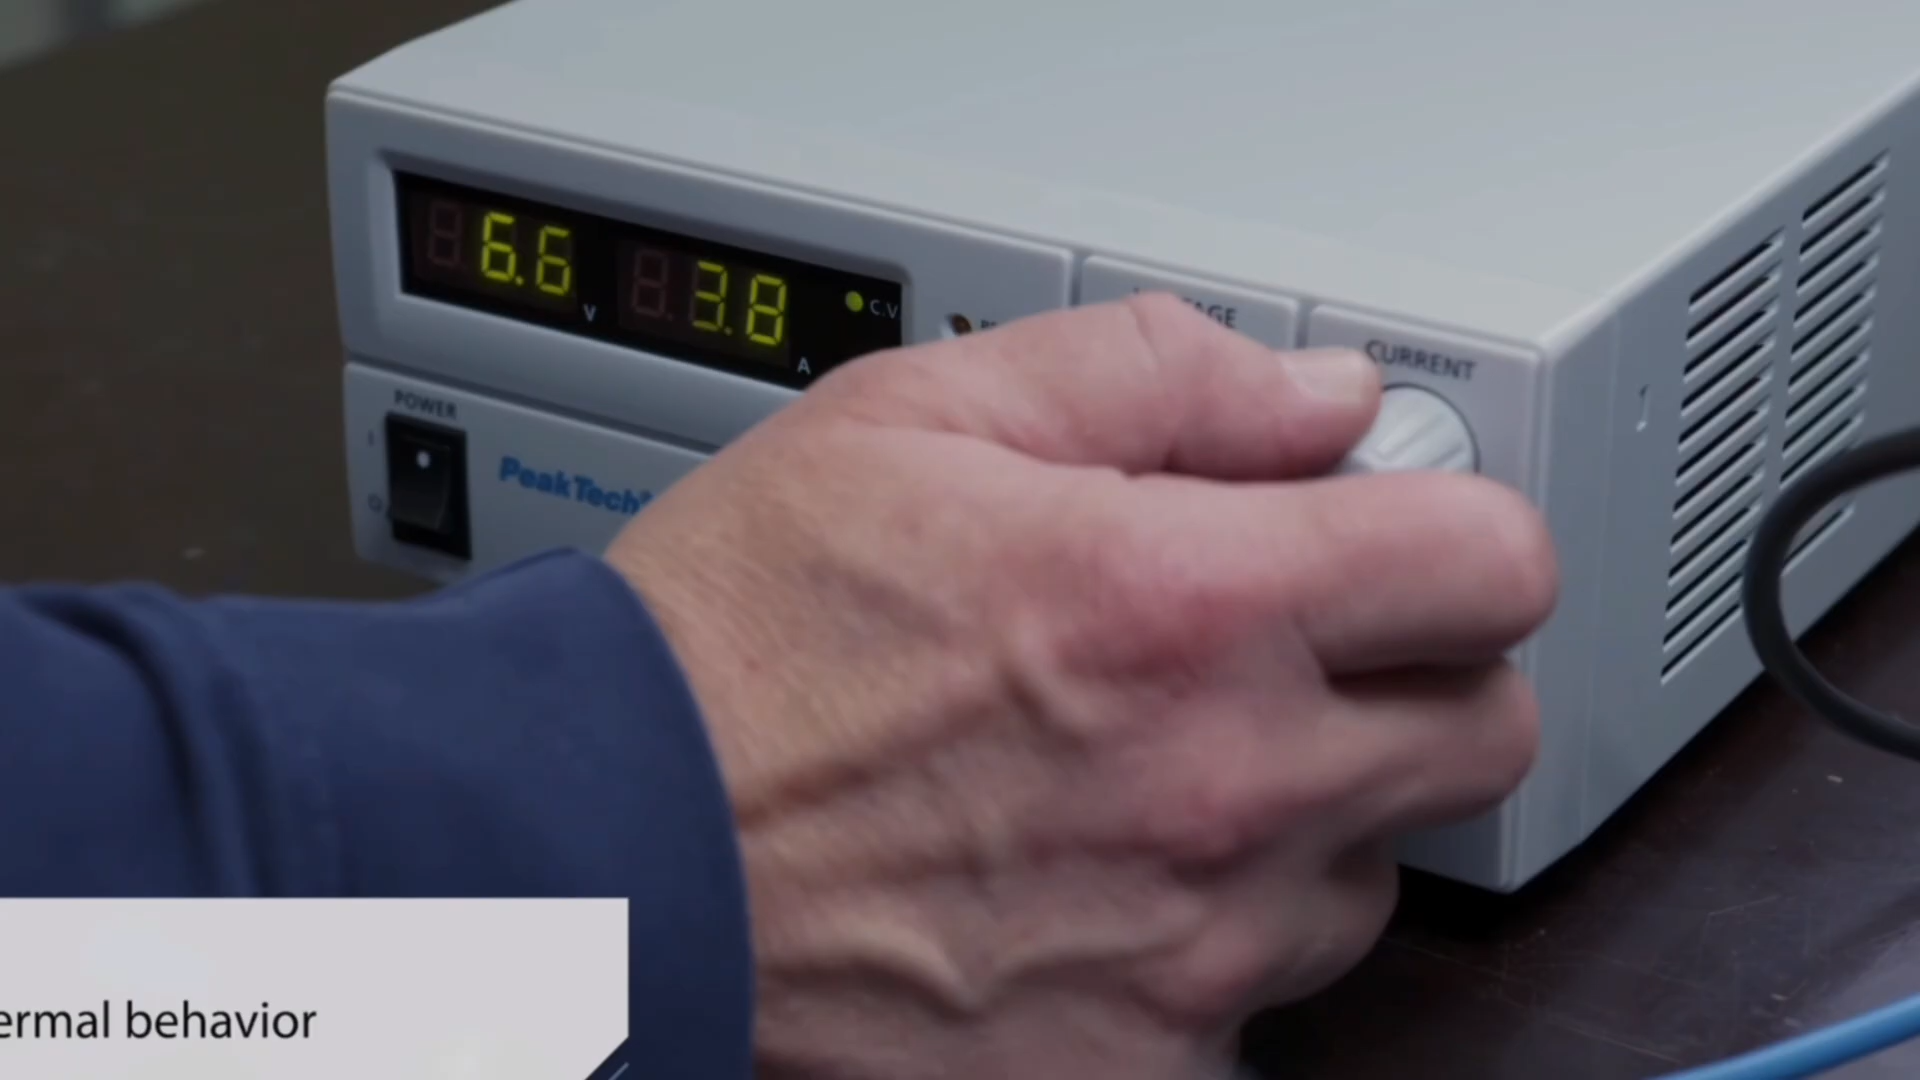 6.6
V
3.8
A
C.V
CURRENT
POWER
I
O
PeakTech®
ermal behavior